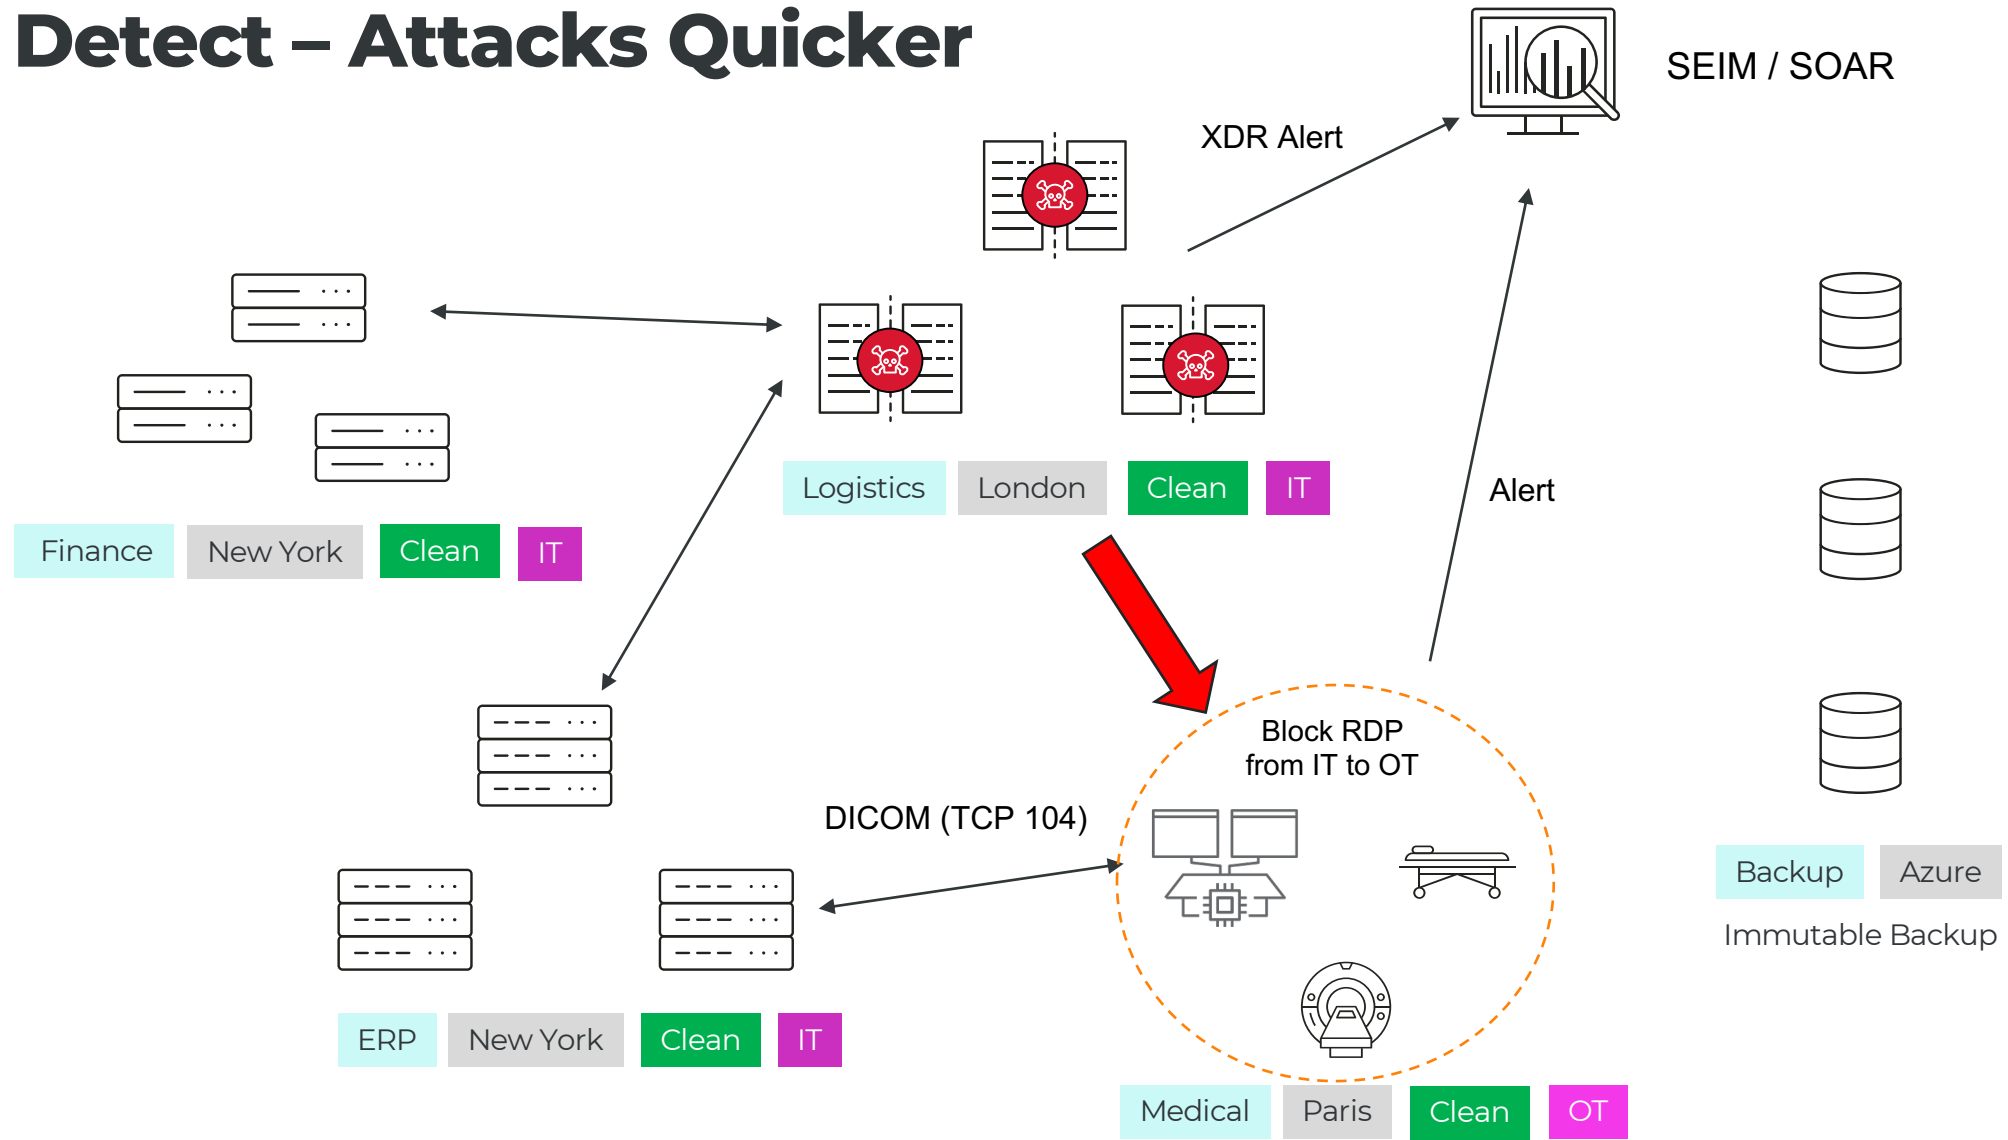 Detect – Attacks Quicker
SEIM / SOAR
XDR Alert
Logistics London Clean IT
Alert
Finance New York Clean IT
Block RDP
from IT to OT
DICOM (TCP 104)
Backup Azure
Immutable Backup
ERP New York Clean IT
Medical Paris Clean OT